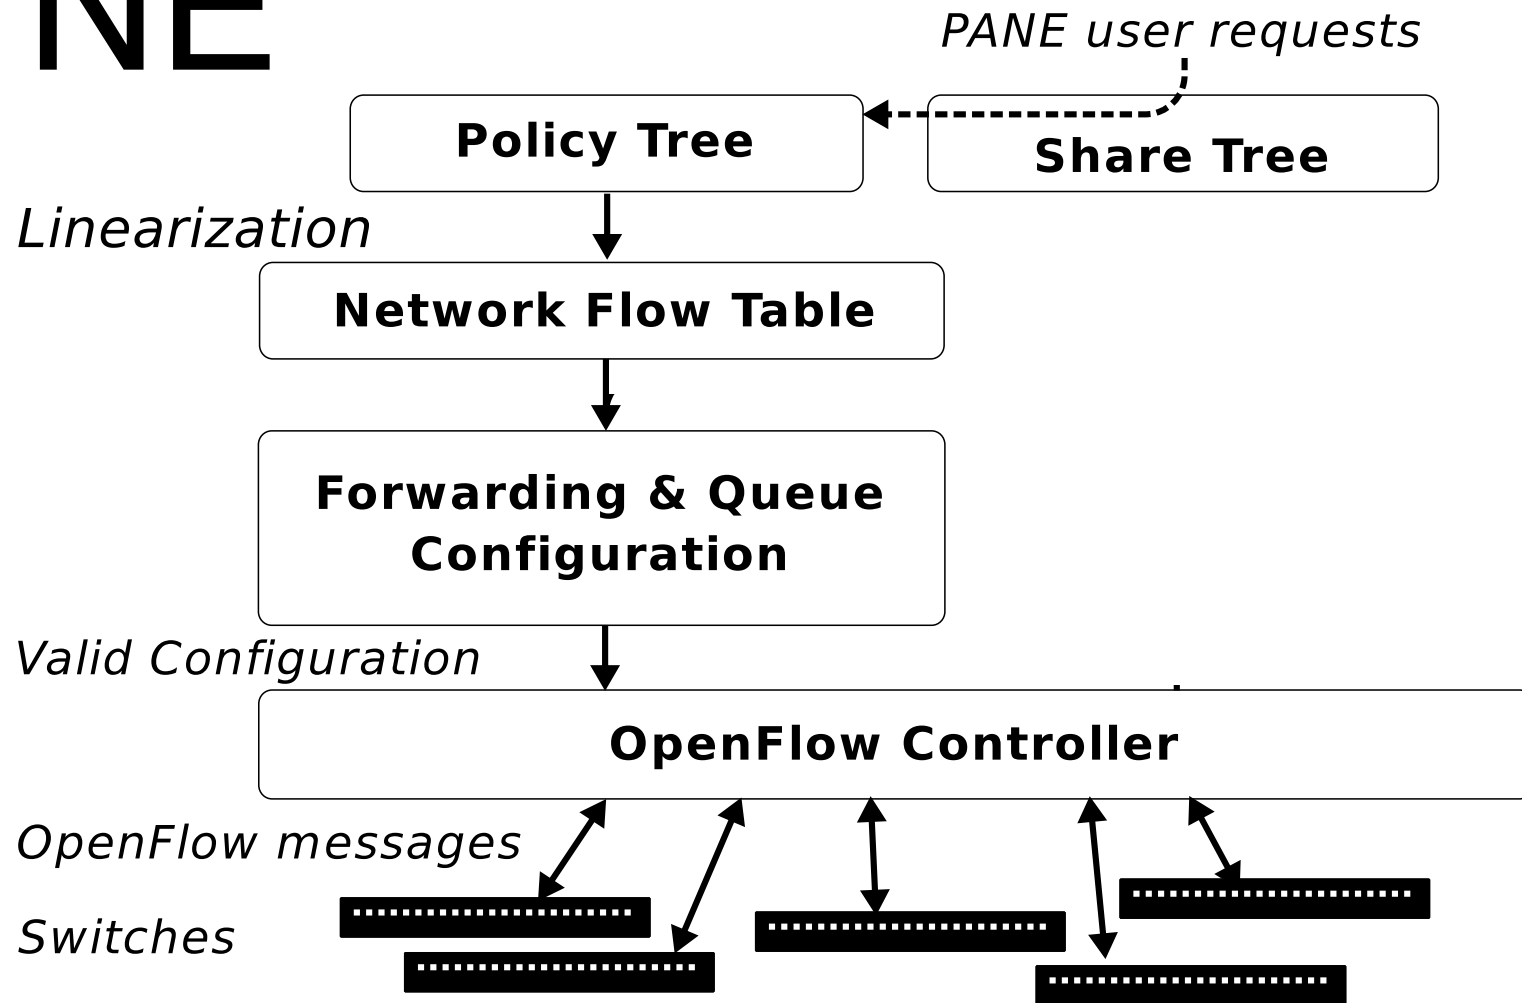 NE
PANE user requests
Policy Tree
Share Tree
Linearization
Network Flow Table
Forwarding & Queue
Configuration
Valid Configuration
OpenFlow Controller
OpenFlow messages
Switches